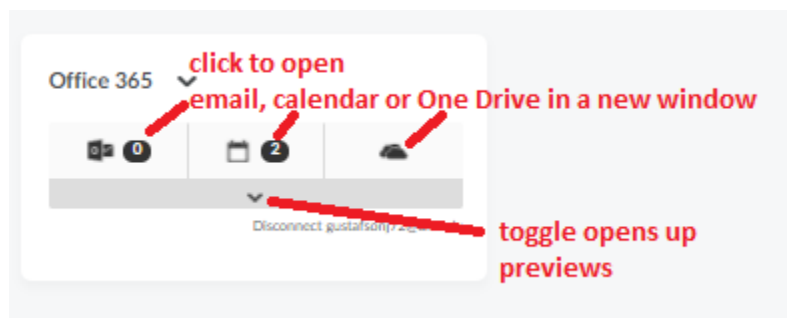 click to open
Office 365
email, calendar or One Drive in a new window
0
2
Disconnect
toggle opens up
previews